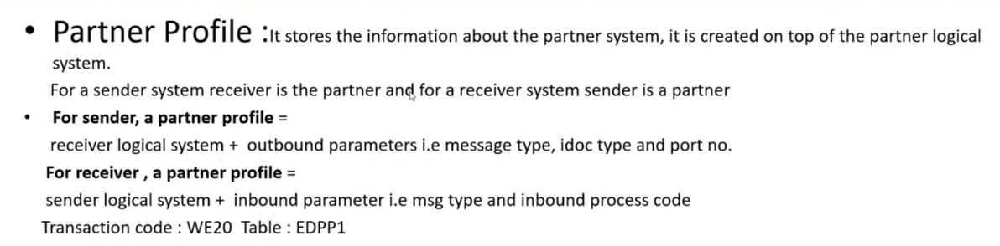 • Partner Profile :It stores the information about the partner system, it is created on top of the partner logical
system.
For a sender system receiver is the partner and for a receiver system sender is a partner
• For sender, a partner profile =
receiver logical system + outbound parameters i.e message type, idoc type and port no.
For receiver , a partner profile =
sender logical system + inbound parameter i.e msg type and inbound process code
Transaction code : WE20 Table : EDPP1